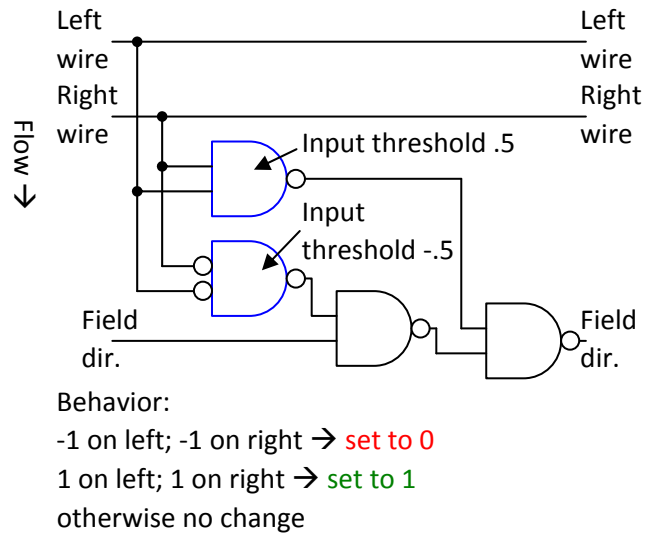 Left
wire
Left
wire
Right
wire
Right
wire
Flow →
Input threshold .5
Input
threshold -.5
Field
dir.
Field
dir.
Behavior:
-1 on left; -1 on right → set to 0
1 on left; 1 on right → set to 1
otherwise no change